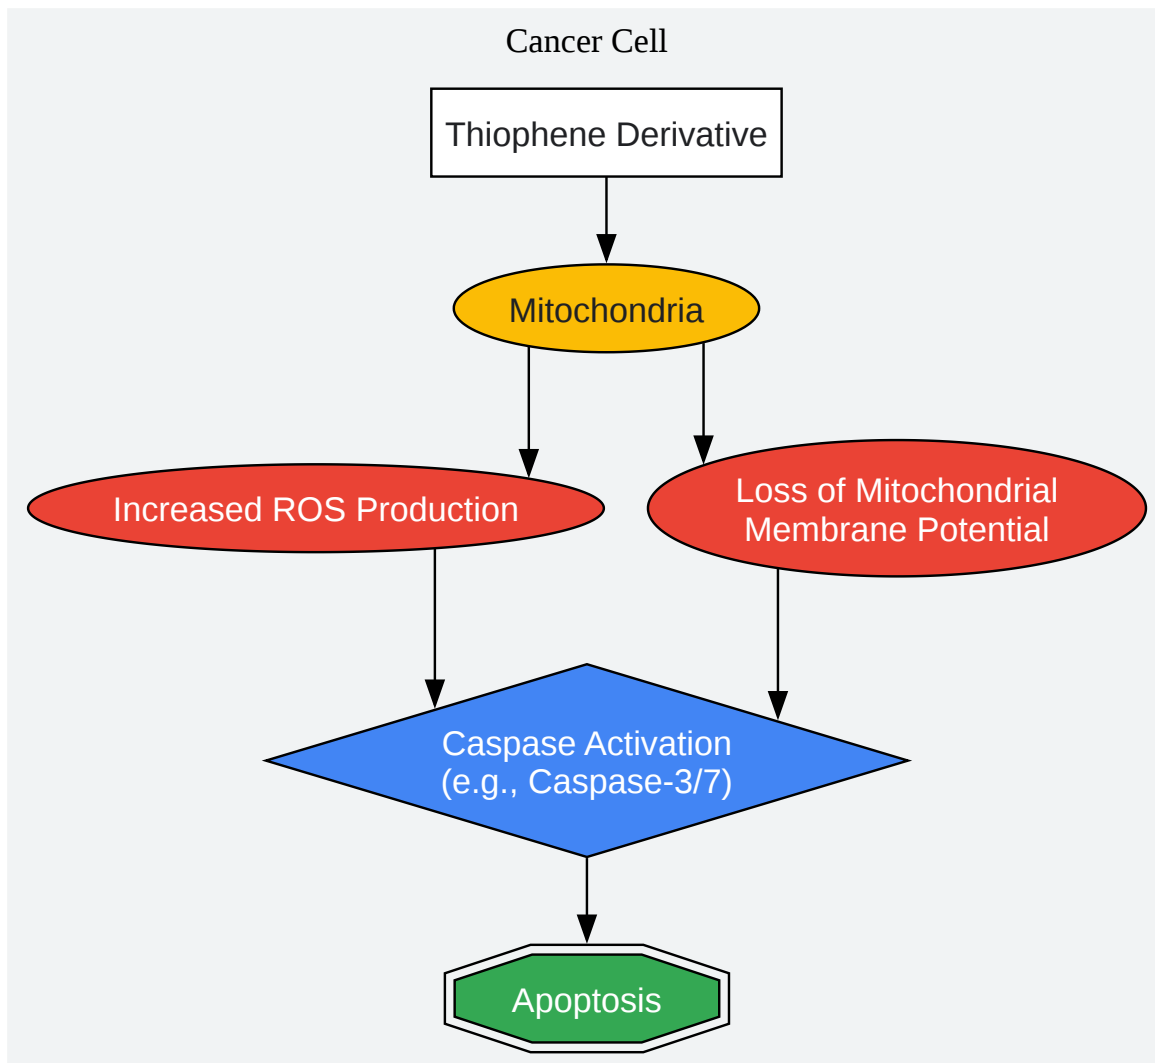 Cancer Cell
Thiophene Derivative
Mitochondria
Increased ROS Production
Loss of Mitochondrial
Membrane Potential
Caspase Activation
(e.g., Caspase-3/7)
Apoptosis